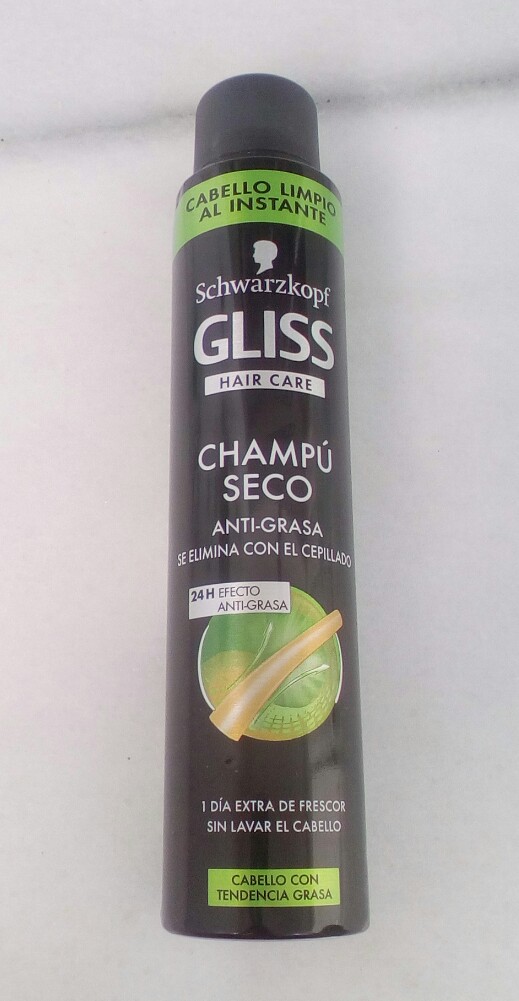 CABELLO LIMPIO
AL INSTANTE
Schwarzkopf
GLISS
HAIR CARE
CHAMPÚ
SECO
ANTI-GRASA
SE ELIMINA CON EL CEPILLADO
24H EFECTO
ANTI-GRASA
1 DÍA EXTRA DE FRESCOR
SIN LAVAR EL CABELLO
CABELLO CON
TENDENCIA GRASA